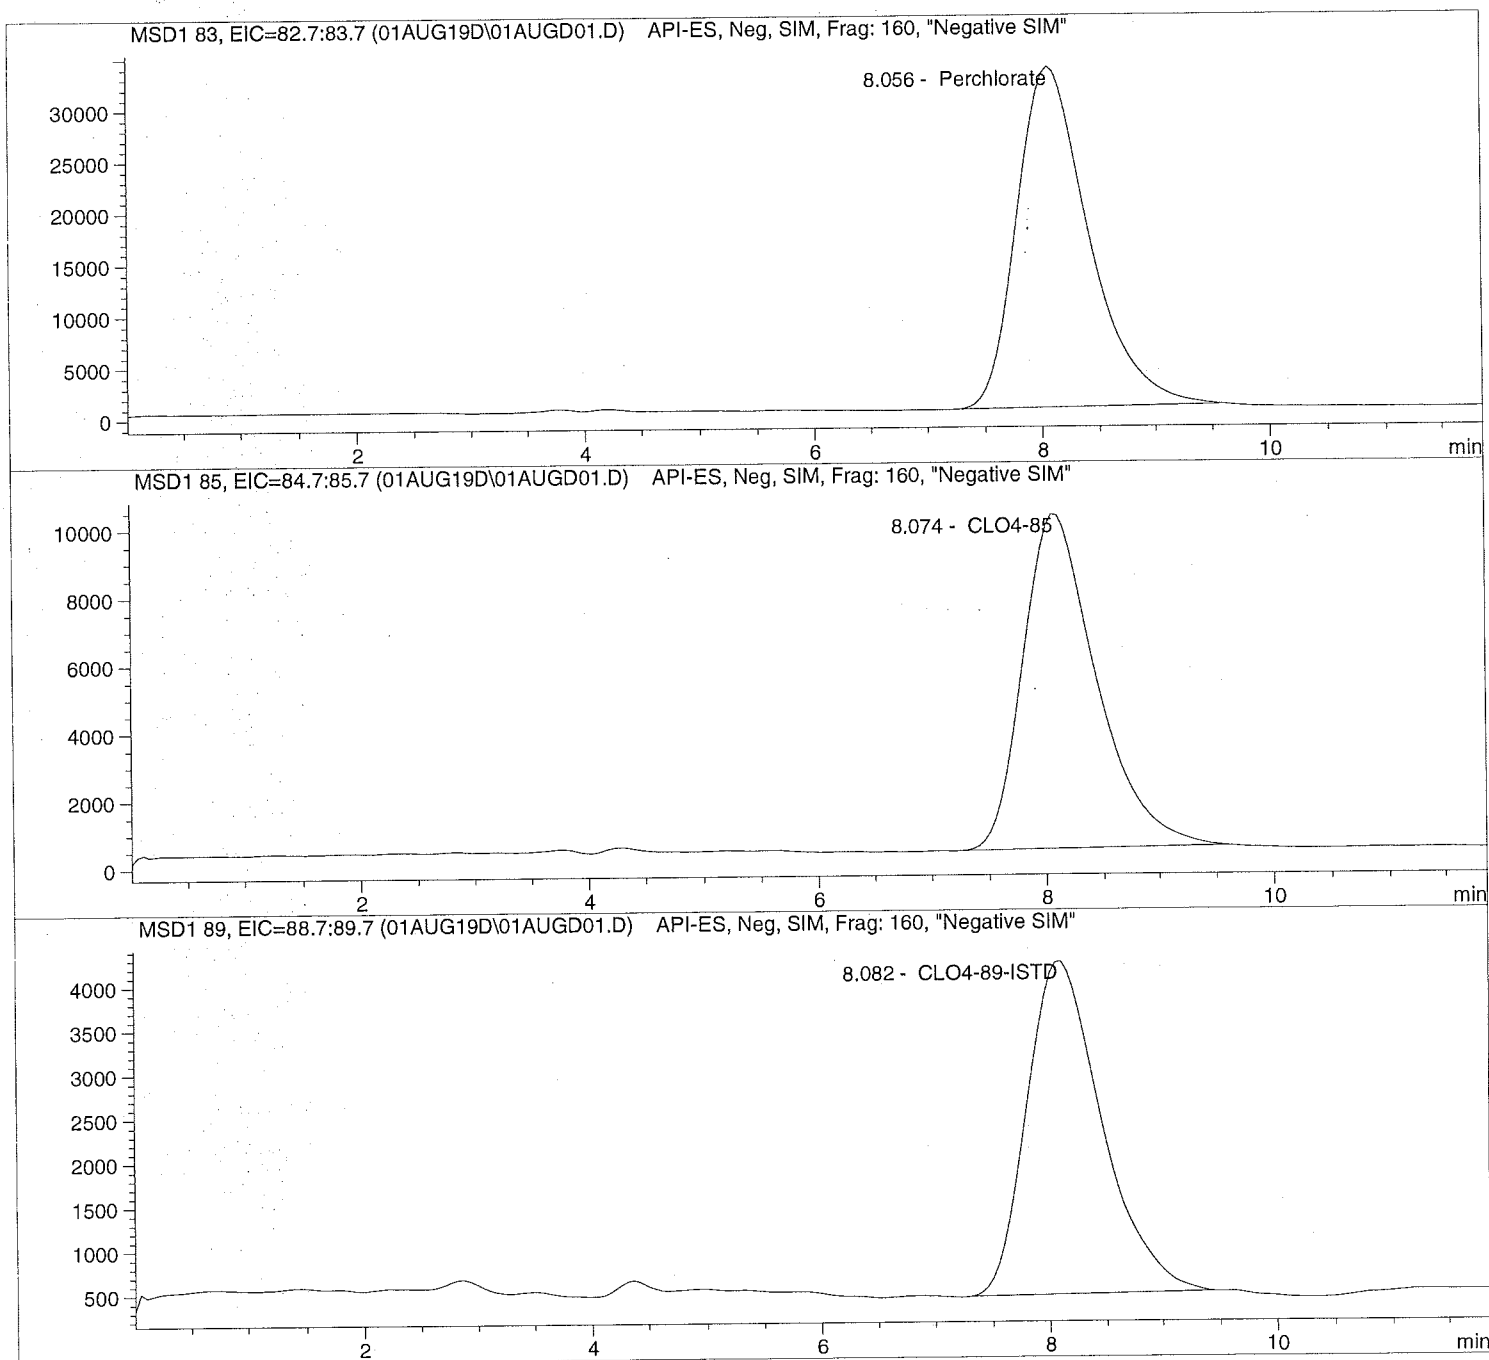 MSD1 83, EIC=82.7:83.7 (01AUG19D\01AUGD01.D) API-ES, Neg, SIM, Frag: 160, "Negative SIM"
8.056 - Perchlorate
30000
25000
20000
15000
10000
5000
0
2 4 6 8 10 min
MSD1 85, EIC=84.7:85.7 (01AUG19D\01AUGD01.D) API-ES, Neg, SIM, Frag: 160, "Negative SIM"
8.074 - CLO4-85
10000
8000
6000
4000
2000
0
2 4 6 8 10 min
MSD1 89, EIC=88.7:89.7 (01AUG19D\01AUGD01.D) API-ES, Neg, SIM, Frag: 160, "Negative SIM"
8.082 - CLO4-89-ISTD
4000
3500
3000
2500
2000
1500
1000
500
2 4 6 8 10 min